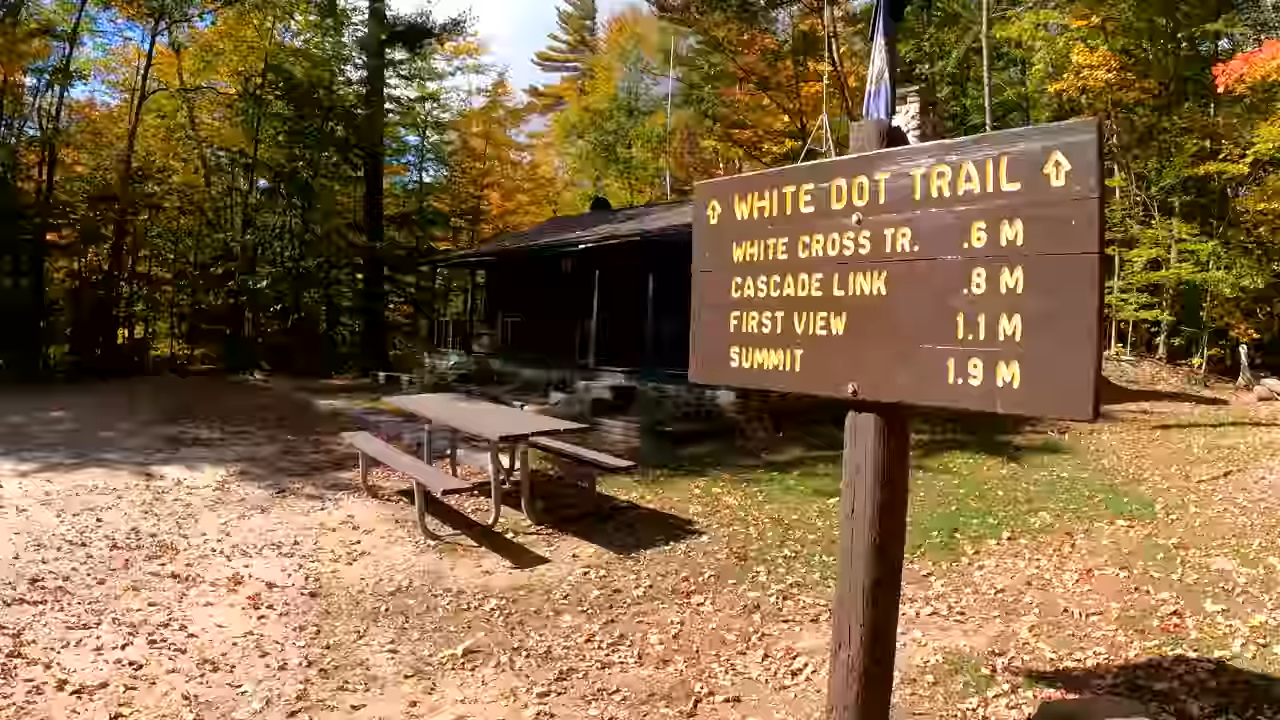 WHITE DOT TRAIL
WHITE CROSS TR. .6 M
CASCADE LINK .8 M
FIRST VIEW 1.1 M
SUMMIT 1.9 M